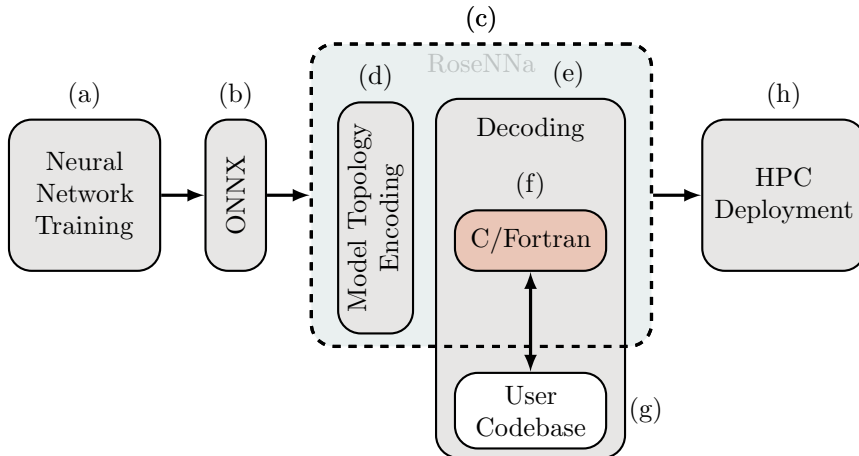 (c)
RoseNNa
(a)
(b)
(d)
(e)
(h)
Neural
Network
Training
ONNX
Model Topology
Encoding
Decoding
(f)
C/Fortran
HPC
Deployment
User
Codebase
(g)